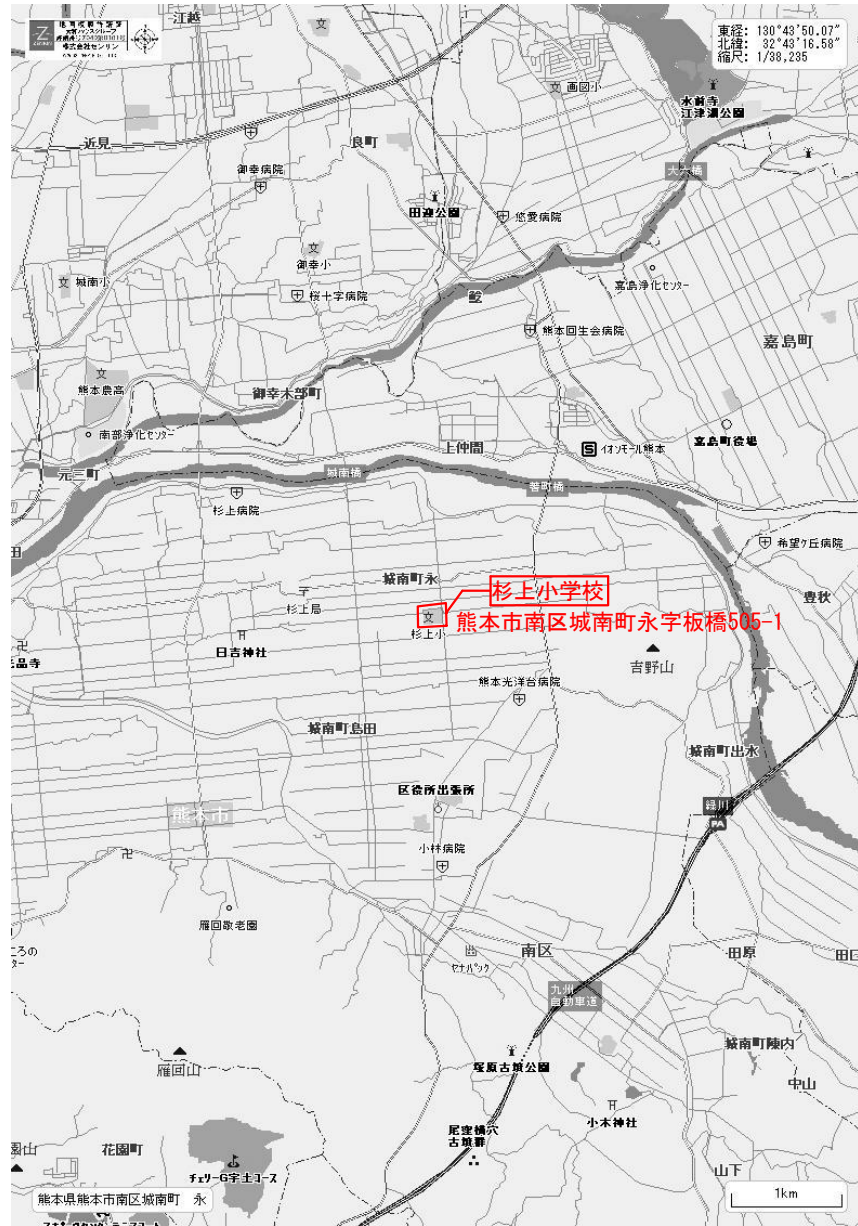 江越
東経: 130°43'50.07"
北緯: 32°43'16.58"
縮尺: 1/38,235
株式会社ゼンリン
画図小
水前寺
江津湖公園
近見
良町
御幸病院
大六橋
田迎公園
悠愛病院
御幸小
城南小
嘉島浄化センター
桜十字病院
熊本回生会病院
嘉島町
熊本農高
御幸木部町
南部浄化センター
上仲間
イオンモール熊本
嘉島町役場
元三町
城南橋
杉上病院
希望ケ丘病院
田
城南町永
杉上小学校
豊秋
杉上局
杉上小
熊本市南区城南町永字板橋505-1
日吉神社
吉野山
熊本光洋台病院
城南町島田
城南町出水
区役所出張所
緑川
PA
熊本市
小林病院
雁回敬老園
南区
田原
セナパック
九州
自動車道
城南町陳内
塚原古墳公園
雁回山
中山
小木神社
尾窪横穴
古墳群
花園町
チェリーG宇土コース
山下
熊本県熊本市南区城南町 永
1km